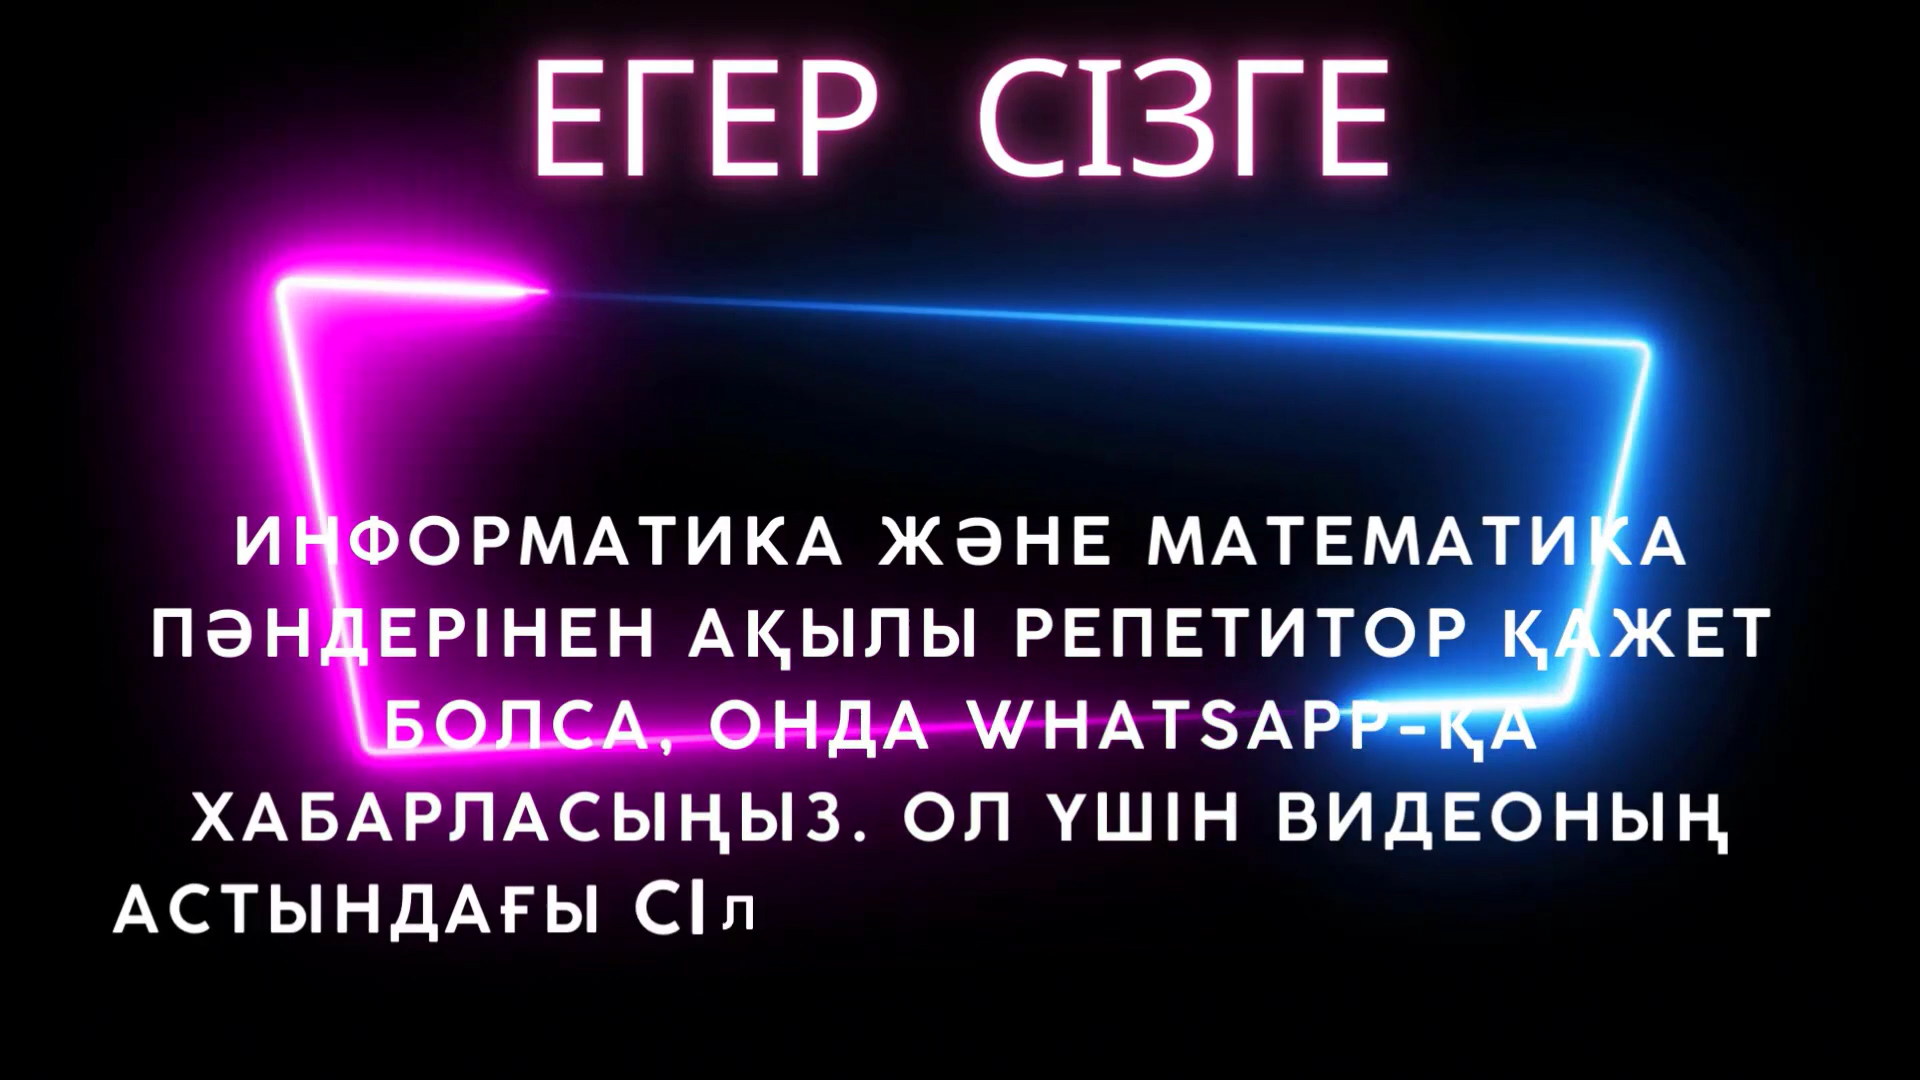 ЕГЕР СІЗГЕ
ИНФОРМАТИКА ЖӘНЕ МАТЕМАТИКА
ПӘНДЕРІНЕН АҚЫЛЫ РЕПЕТИТОР ҚАЖЕТ
БОЛСА, ОНДА WHATSAPP-ҚА
ХАБАРЛАСЫҢЫЗ. ОЛ ҮШІН ВИДЕОНЫҢ
АСТЫНДАҒЫ СІЛ